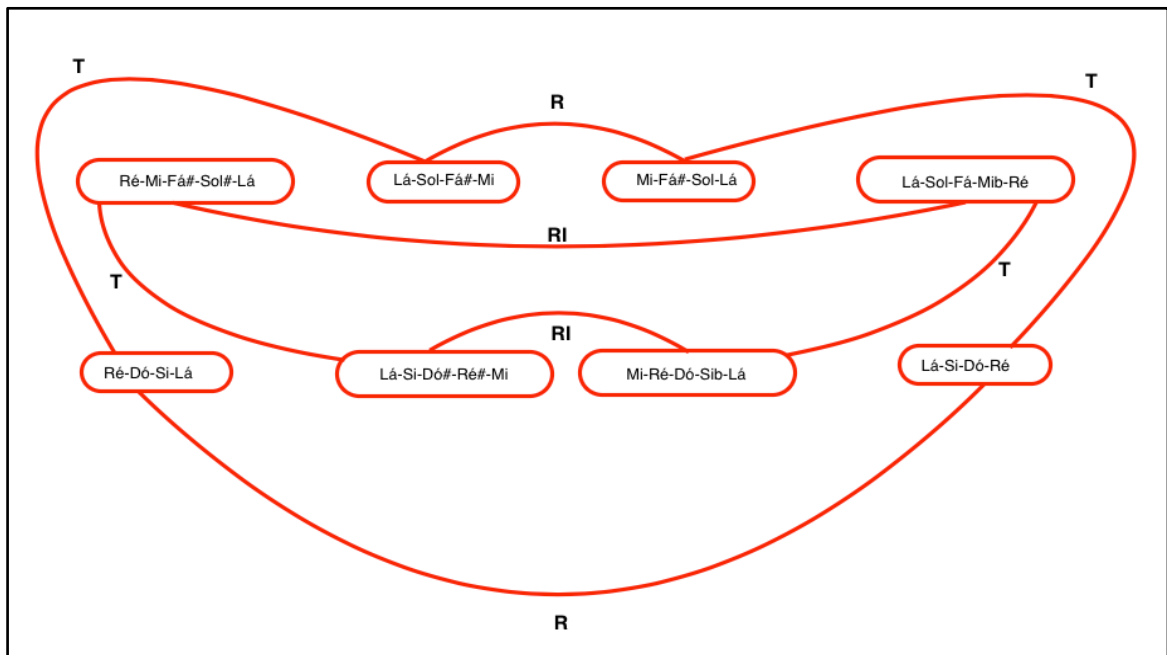 T
T
R
Ré-Mi-Fá#-Sol#-Lá
Lá-Sol-Fá#-Mi
Mi-Fá#-Sol-Lá
Lá-Sol-Fá-Mib-Ré
RI
T
T
RI
Ré-Dó-Si-Lá
Lá-Si-Dó#-Ré#-Mi
Mi-Ré-Dó-Sib-Lá
Lá-Si-Dó-Ré
R